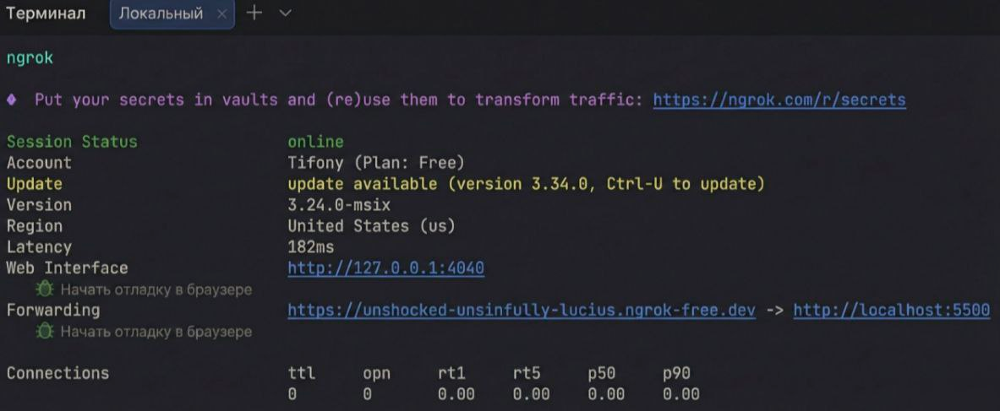 Терминал Локальный × + ⌄
ngrok
♦ Put your secrets in vaults and (re)use them to transform traffic: https://ngrok.com/r/secrets
Session Status online
Account Tifony (Plan: Free)
Update update available (version 3.34.0, Ctrl-U to update)
Version 3.24.0-msix
Region United States (us)
Latency 182ms
Web Interface http://127.0.0.1:4040
Начать отладку в браузере
Forwarding https://unshocked-unsinfully-lucius.ngrok-free.dev -> http://localhost:5500
Начать отладку в браузере
Connections ttl opn rt1 rt5 p50 p90
0 0 0.00 0.00 0.00 0.00